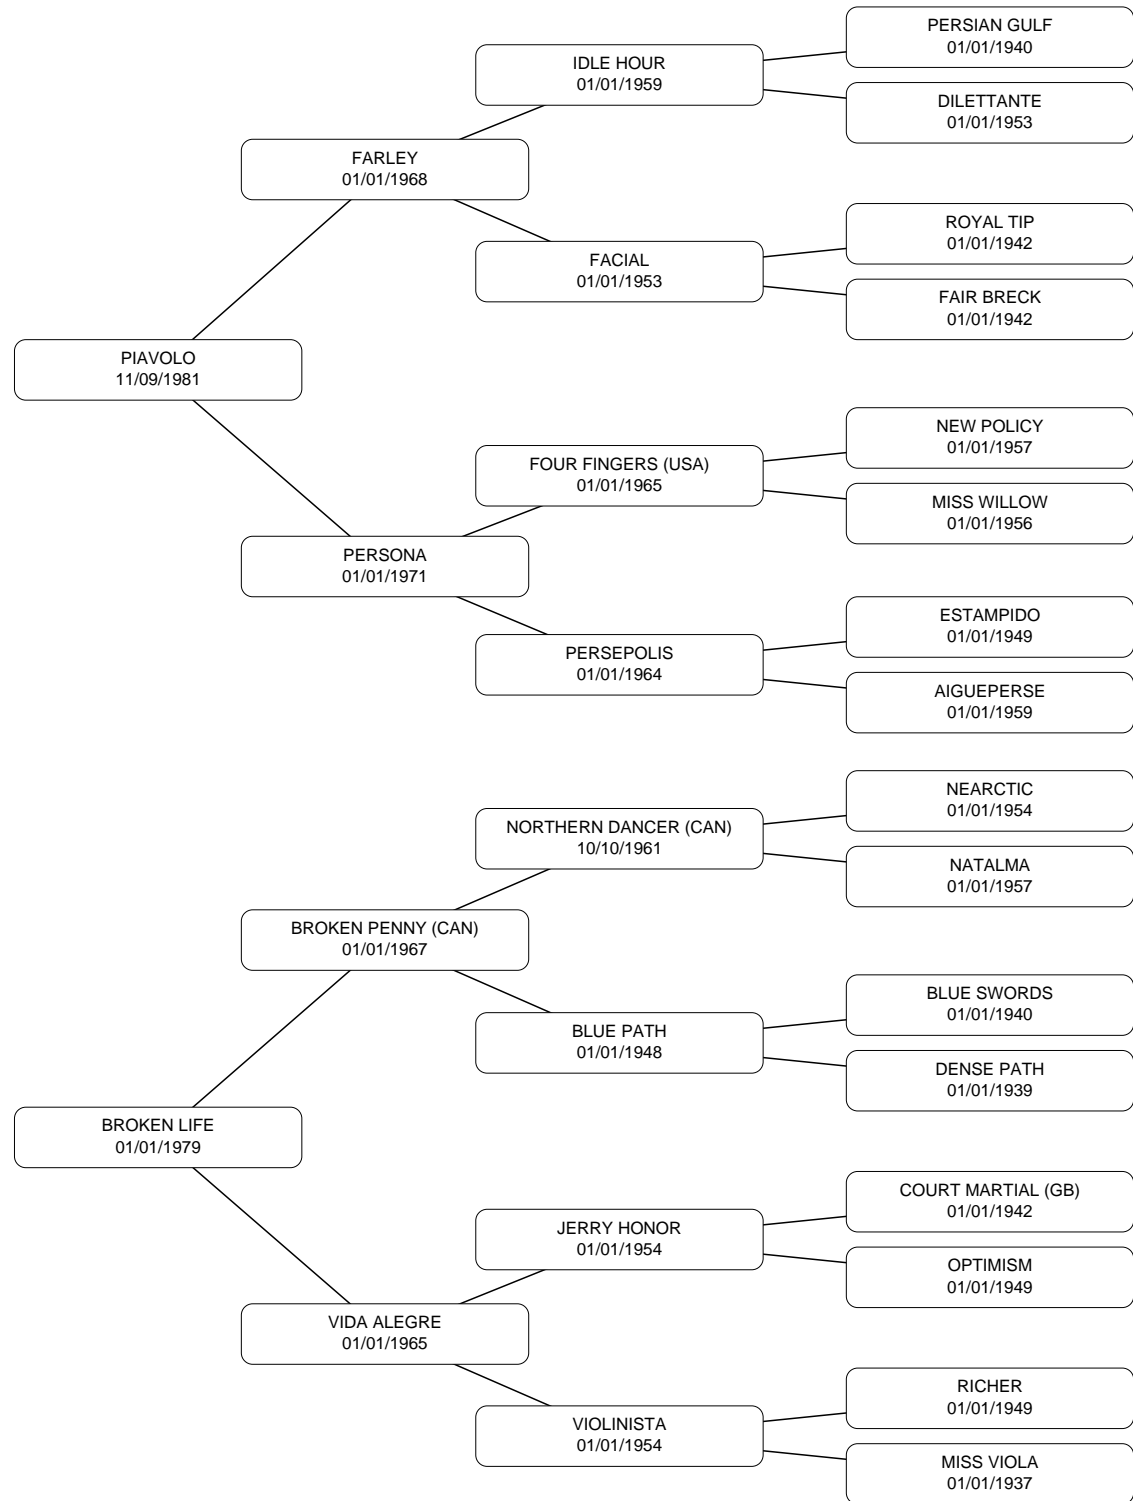 PERSIAN GULF
01/01/1940
IDLE HOUR
01/01/1959
DILETTANTE
01/01/1953
FARLEY
01/01/1968
ROYAL TIP
01/01/1942
FACIAL
01/01/1953
FAIR BRECK
01/01/1942
PIAVOLO
11/09/1981
NEW POLICY
01/01/1957
FOUR FINGERS (USA)
01/01/1965
MISS WILLOW
01/01/1956
PERSONA
01/01/1971
ESTAMPIDO
01/01/1949
PERSEPOLIS
01/01/1964
AIGUEPERSE
01/01/1959
NEARCTIC
01/01/1954
NORTHERN DANCER (CAN)
10/10/1961
NATALMA
01/01/1957
BROKEN PENNY (CAN)
01/01/1967
BLUE SWORDS
01/01/1940
BLUE PATH
01/01/1948
DENSE PATH
01/01/1939
BROKEN LIFE
01/01/1979
COURT MARTIAL (GB)
01/01/1942
JERRY HONOR
01/01/1954
OPTIMISM
01/01/1949
VIDA ALEGRE
01/01/1965
RICHER
01/01/1949
VIOLINISTA
01/01/1954
MISS VIOLA
01/01/1937